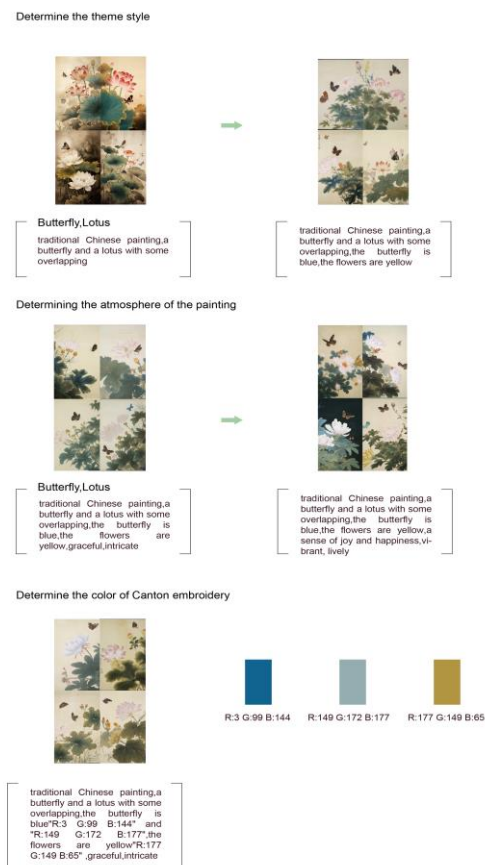 Determine the theme style
Butterfly,Lotus
traditional Chinese painting,a
butterfly and a lotus with some
overlapping
traditional Chinese painting,a
butterfly and a lotus with some
overlapping,the butterfly is
blue,the flowers are yellow
Determining the atmosphere of the painting
Butterfly,Lotus
traditional Chinese painting,a
butterfly and a lotus with some
overlapping,the butterfly is
blue,the flowers are
yellow,graceful,intricate
traditional Chinese painting,a
butterfly and a lotus with some
overlapping,the butterfly is
blue,the flowers are yellow,a
sense of joy and happiness,vi-
brant, lively
Determine the color of Canton embroidery
R:3 G:99 B:144
R:149 G:172 B:177
R:177 G:149 B:65
traditional Chinese painting,a
butterfly and a lotus with some
overlapping,the butterfly is
blue"R:3 G:99 B:144" and
"R:149 G:172 B:177",the
flowers are yellow"R:177
G:149 B:65" ,graceful,intricate